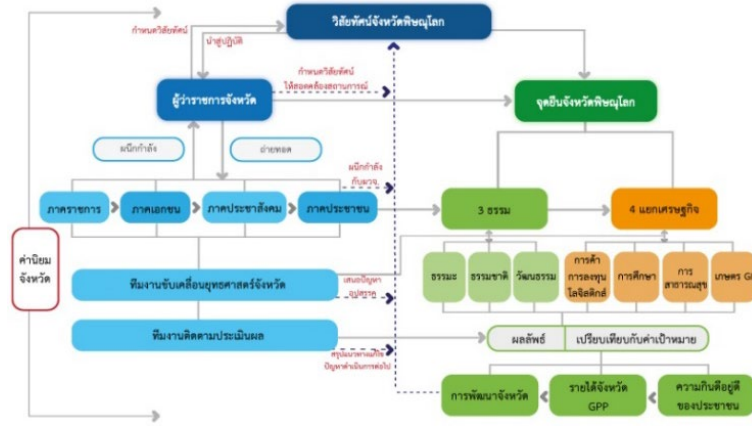 วิสัยทัศน์จังหวัดพิษณุโลก
กำหนดวิสัยทัศน์
นำสู่ปฏิบัติ
กำหนดวิสัยทัศน์
ให้สอดคล้องสถานการณ์
ผู้ว่าราชการจังหวัด
จุดยืนจังหวัดพิษณุโลก
ผนึกกำลัง
ถ่ายทอด
ผนึกกำลัง
กับผวจ.
ภาคราชการ
ภาคเอกชน
ภาคประชาสังคม
ภาคประชาชน
3 ธรรม
4 แยกเศรษฐกิจ
ค่านิยม
จังหวัด
ทีมงานขับเคลื่อนยุทธศาสตร์จังหวัด
เสนอปัญหา
อุปสรรค
ธรรมะ
ธรรมชาติ
วัฒนธรรม
การค้า
การลงทุน
โลจิสติกส์
การศึกษา
การ
สาธารณสุข
เกษตร
ทีมงานติดตามประเมินผล
ผลลัพธ์
เปรียบเทียบกับค่าเป้าหมาย
สรุปแนวทางแก้ไข
ปัญหาดำเนินการต่อไป
การพัฒนาจังหวัด
รายได้จังหวัด
GPP
ความกินดีอยู่ดี
ของประชาชน